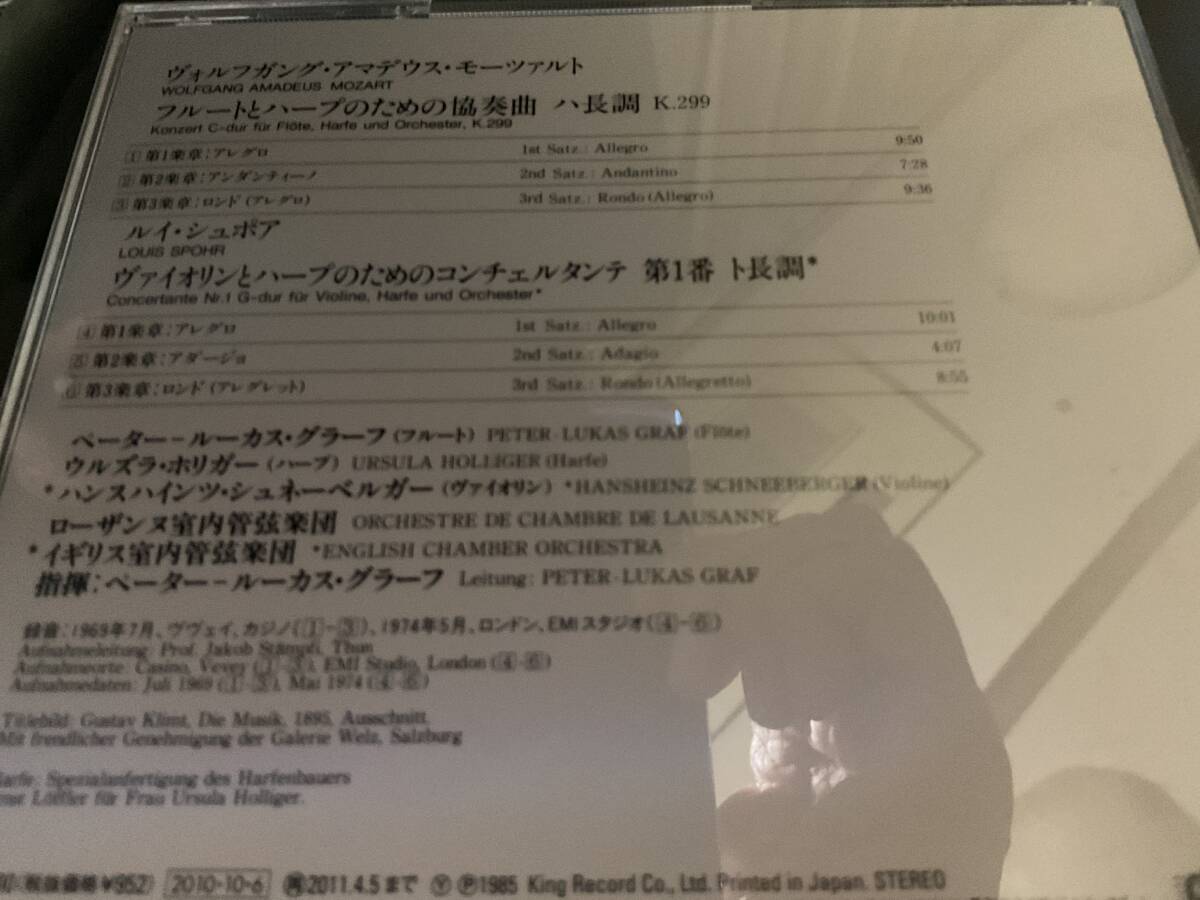 ヴォルフガング・アマデウス・モーツァルト
WOLFGANG AMADEUS MOZART
フルートとハープのための協奏曲 ハ長調 K.299
Konzert C-dur für Flöte, Harfe und Orchester, K.299
1 第1楽章:アレグロ 1st Satz.: Allegro 9:50
2 第2楽章:アンダンティーノ 2nd Satz.: Andantino 7:28
3 第3楽章:ロンド(アレグロ) 3rd Satz.: Rondo (Allegro) 9:36
ルイ・シュポア
LOUIS SPOHR
ヴァイオリンとハープのためのコンチェルタンテ 第1番 ト長調*
Concertante Nr.1 G-dur für Violine, Harfe und Orchester*
4 第1楽章:アレグロ 1st Satz.: Allegro 10:01
5 第2楽章:アダージョ 2nd Satz.: Adagio 4:07
6 第3楽章:ロンド(アレグレット) 3rd Satz.: Rondo (Allegretto) 8:55
ペーター-ルーカス・グラーフ(フルート) PETER-LUKAS GRAF (Flöte)
ウルズラ・ホリガー(ハープ) URSULA HOLLIGER (Harfe)
*ハンスハインツ・シュネーベルガー(ヴァイオリン) *HANSHEINZ SCHNEEBERGER (Violine)
ローザンヌ室内管弦楽団 ORCHESTRE DE CHAMBRE DE LAUSANNE
*イギリス室内管弦楽団 *ENGLISH CHAMBER ORCHESTRA
指揮:ペーター-ルーカス・グラーフ Leitung: PETER-LUKAS GRAF
録音:1969年7月、ヴヴェイ、カジノ(1-3)、1974年5月、ロンドン、EMIスタジオ(4-6)
Aufnahmeleitung: Prof. Jakob Stämpfli, Thun
Aufnahmeorte: Casino, Vevey (1-3), EMI Studio, London (4-6)
Aufnahmedaten: Juli 1969 (1-3), Mai 1974 (4-6)
Titlebild: Gustav Klimt, Die Musik, 1895, Ausschnitt
Mit frendlicher Genehmigung der Galerie Welz, Salzburg
Harfe: Spezialanfertigung des Harfenbauers
Löffler für Frau Ursula Holliger.
(税抜価格¥952) 2010・10・6 2011.4.5まで Ⓨ Ⓟ1985 King Record Co., Ltd. Printed in Japan. STEREO